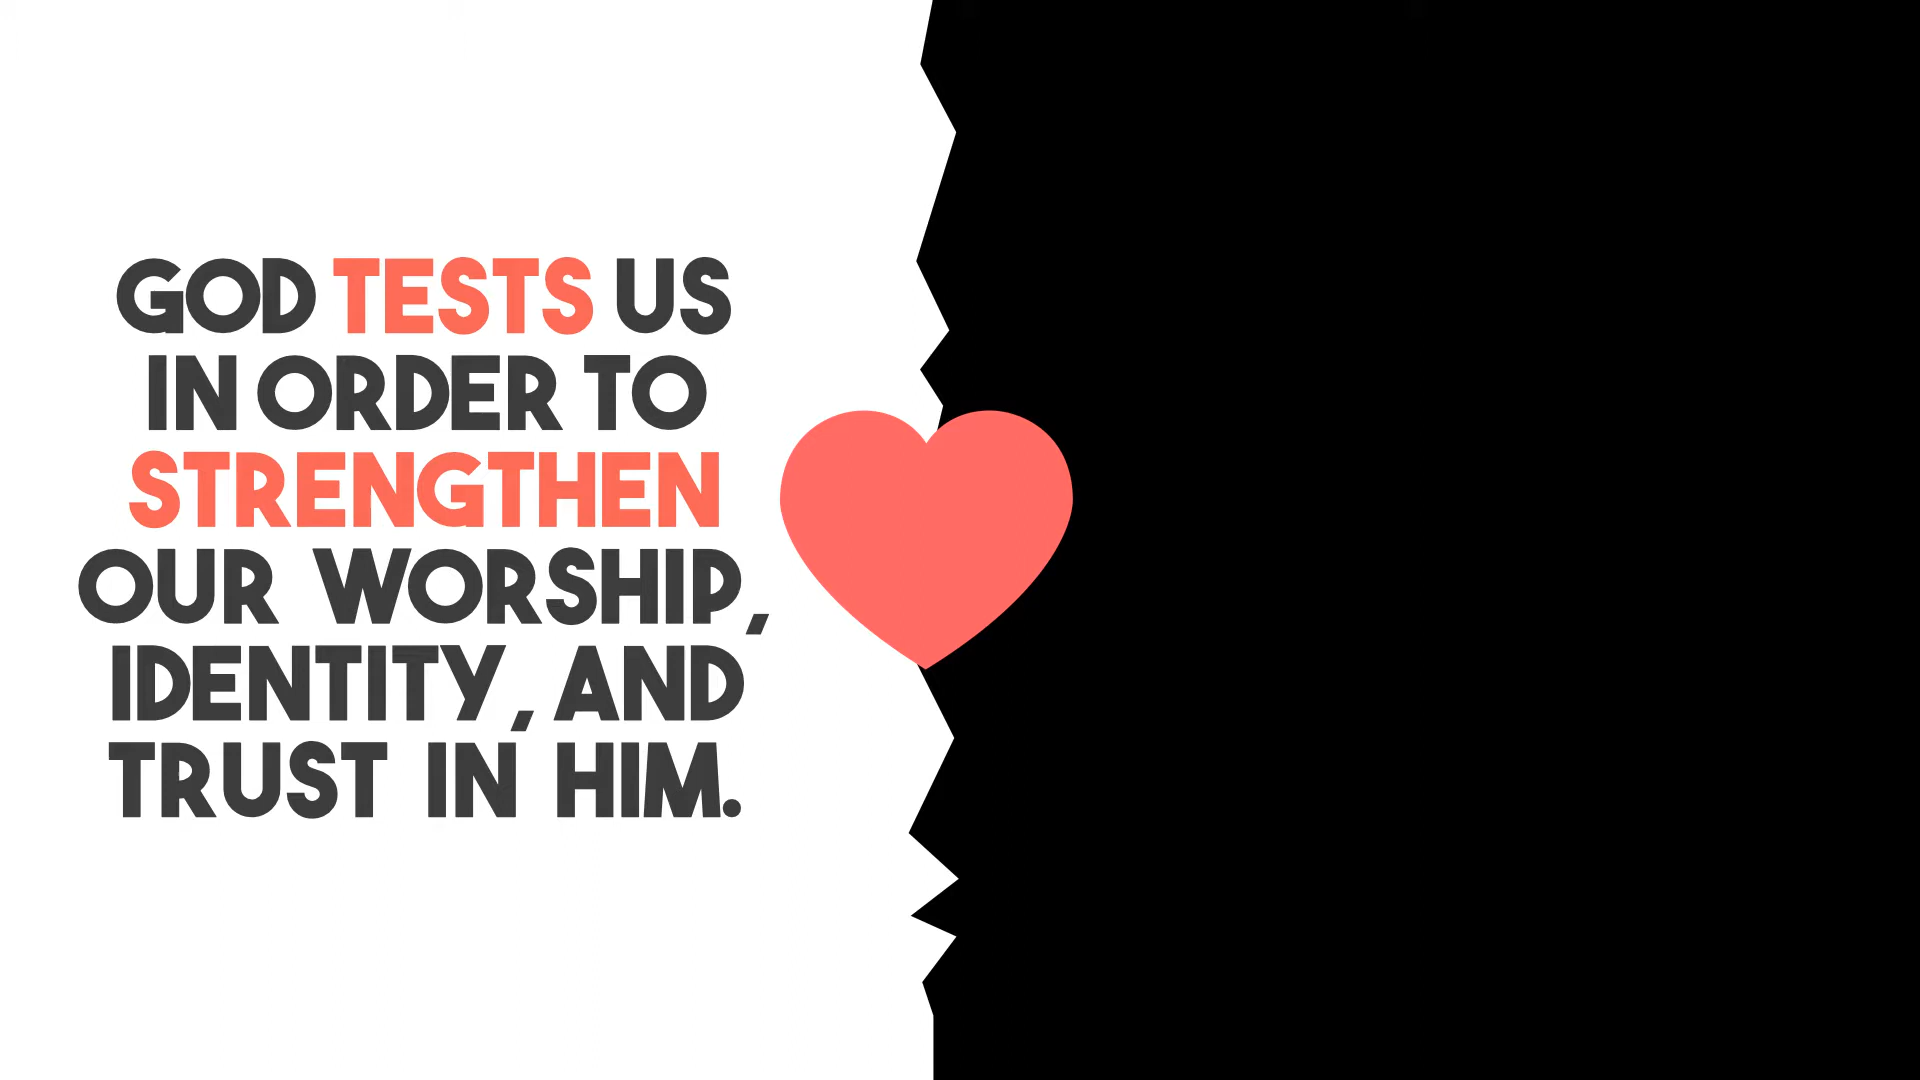 GOD TESTS US
IN ORDER TO
STRENGTHEN
OUR WORSHIP,
IDENTITY, AND
TRUST IN HIM.